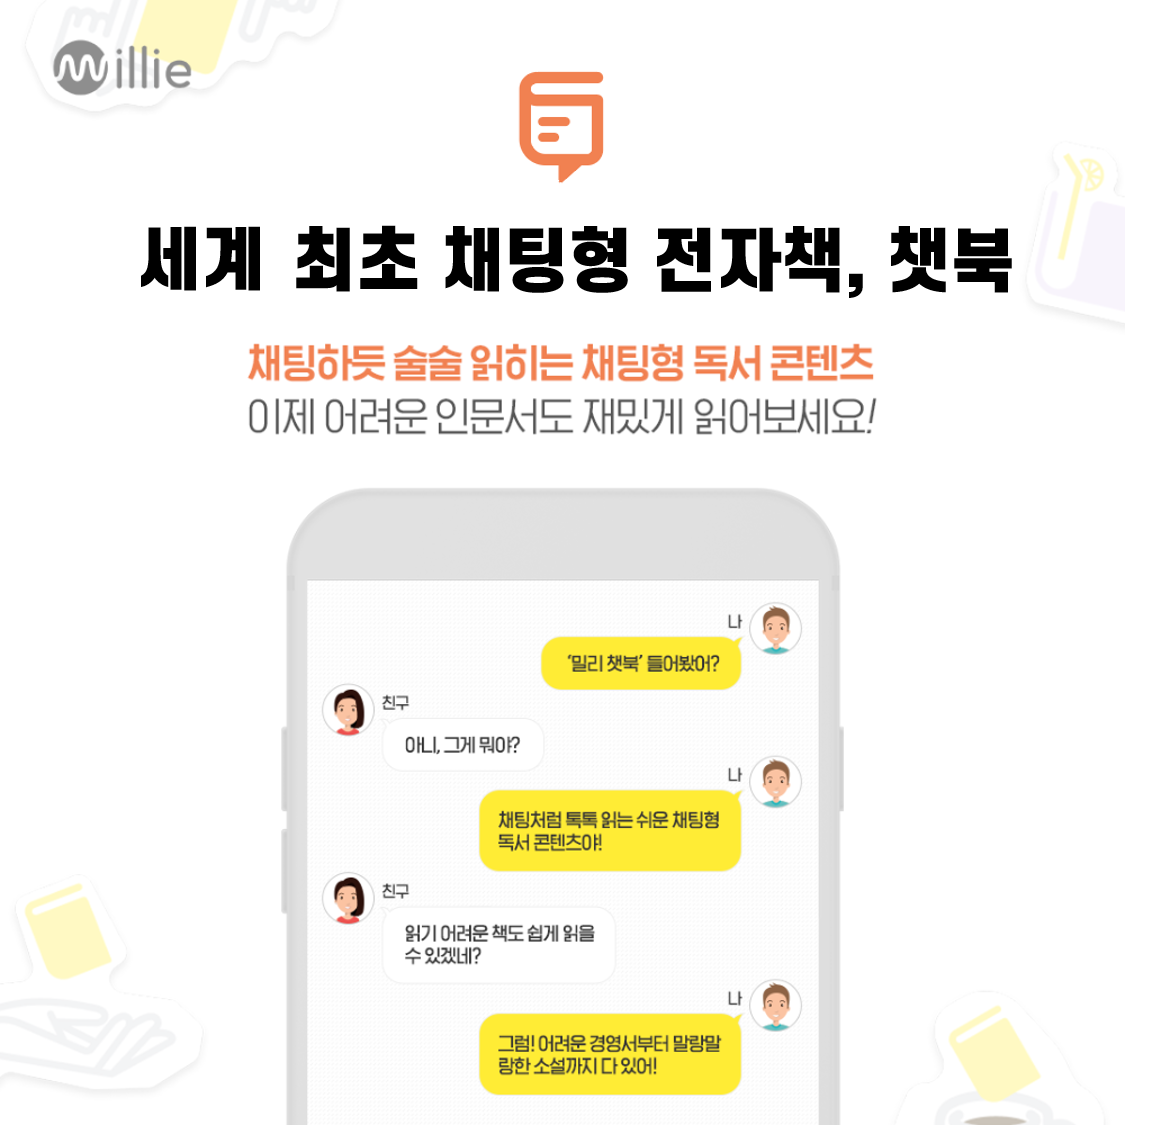 millie
세계 최초 채팅형 전자책, 챗북
채팅하듯 술술 읽히는 채팅형 독서 콘텐츠
이제 어려운 인문서도 재밌게 읽어보세요!
나
‘밀리 챗북’ 들어봤어?
친구
아니, 그게 뭐야?
나
채팅처럼 톡톡 읽는 쉬운 채팅형
독서 콘텐츠야!
친구
읽기 어려운 책도 쉽게 읽을
수 있겠네?
나
그럼! 어려운 경영서부터 말랑말
랑한 소설까지 다 있어!